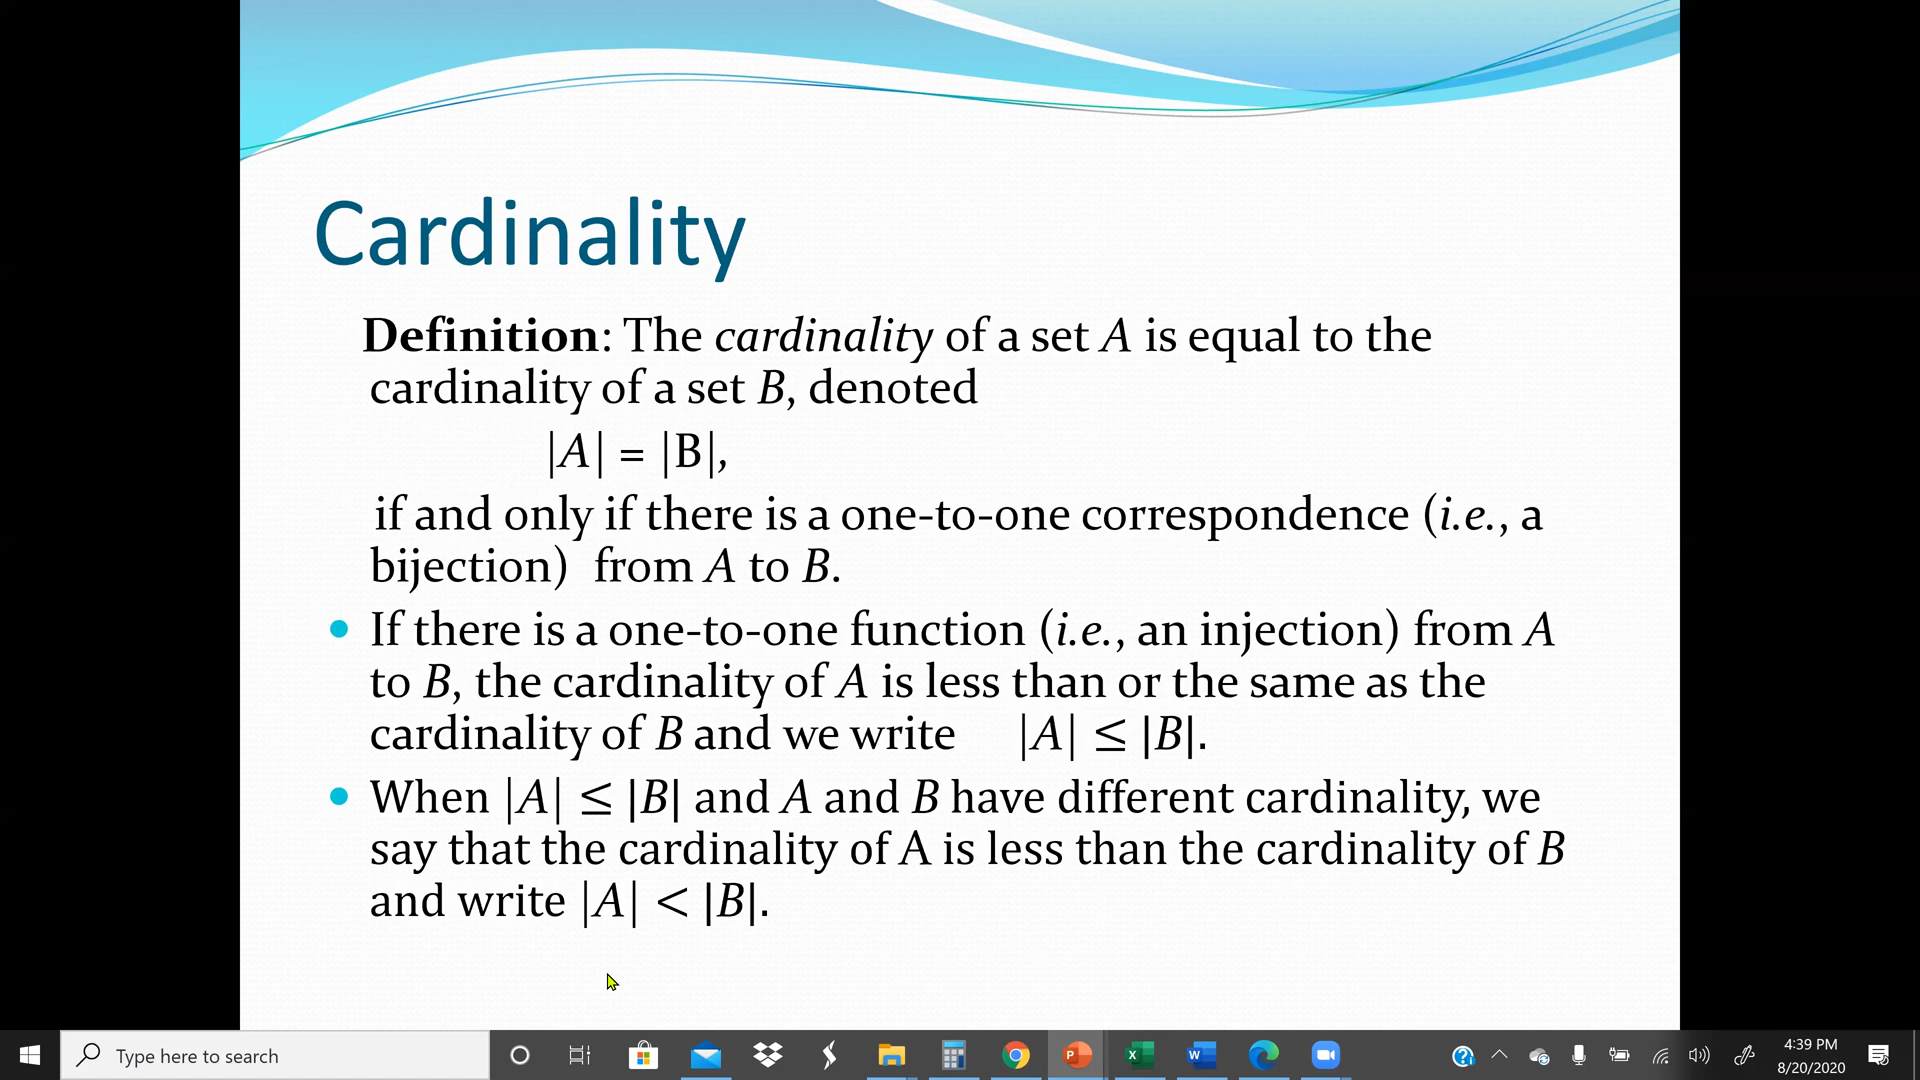 Cardinality
Definition: The cardinality of a set A is equal to the
cardinality of a set B, denoted
|A| = |B|,
if and only if there is a one-to-one correspondence (i.e., a
bijection) from A to B.
If there is a one-to-one function (i.e., an injection) from A
to B, the cardinality of A is less than or the same as the
cardinality of B and we write |A| ≤ |B|.
When |A| ≤ |B| and A and B have different cardinality, we
say that the cardinality of A is less than the cardinality of B
and write |A| < |B|.
Type here to search
4:39 PM
8/20/2020